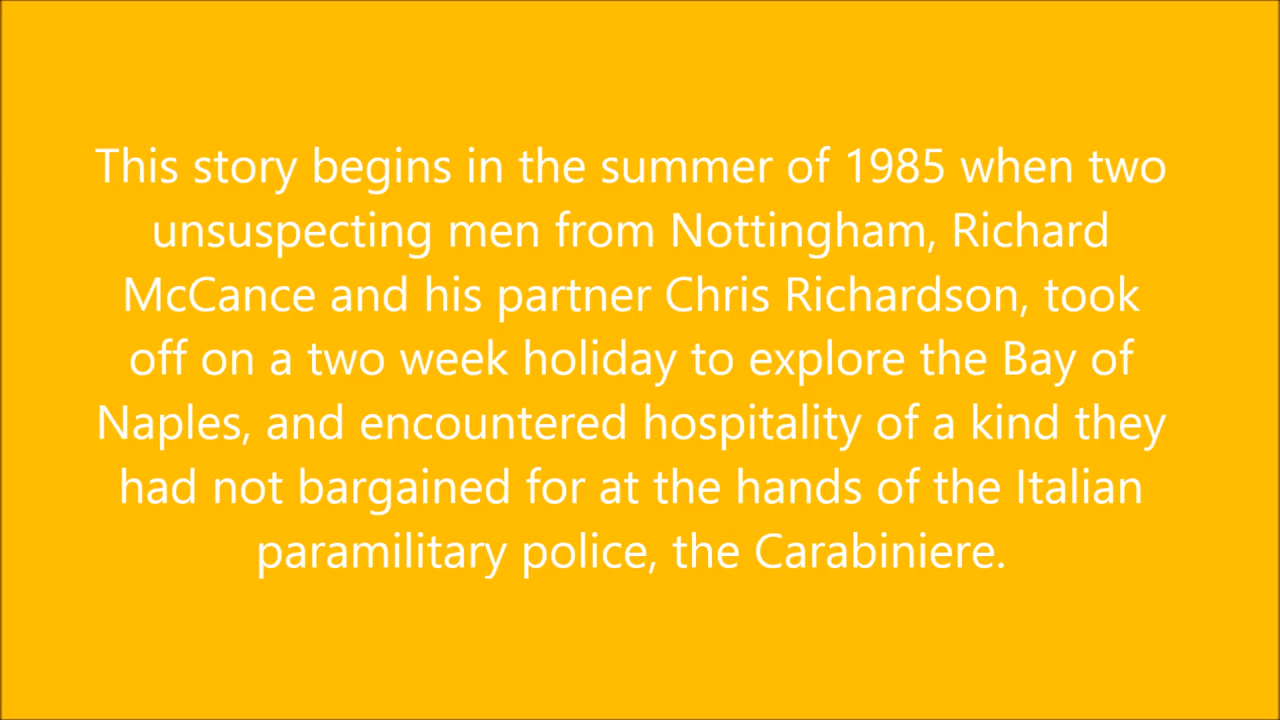 This story begins in the summer of 1985 when two
unsuspecting men from Nottingham, Richard
McCance and his partner Chris Richardson, took
off on a two week holiday to explore the Bay of
Naples, and encountered hospitality of a kind they
had not bargained for at the hands of the Italian
paramilitary police, the Carabiniere.